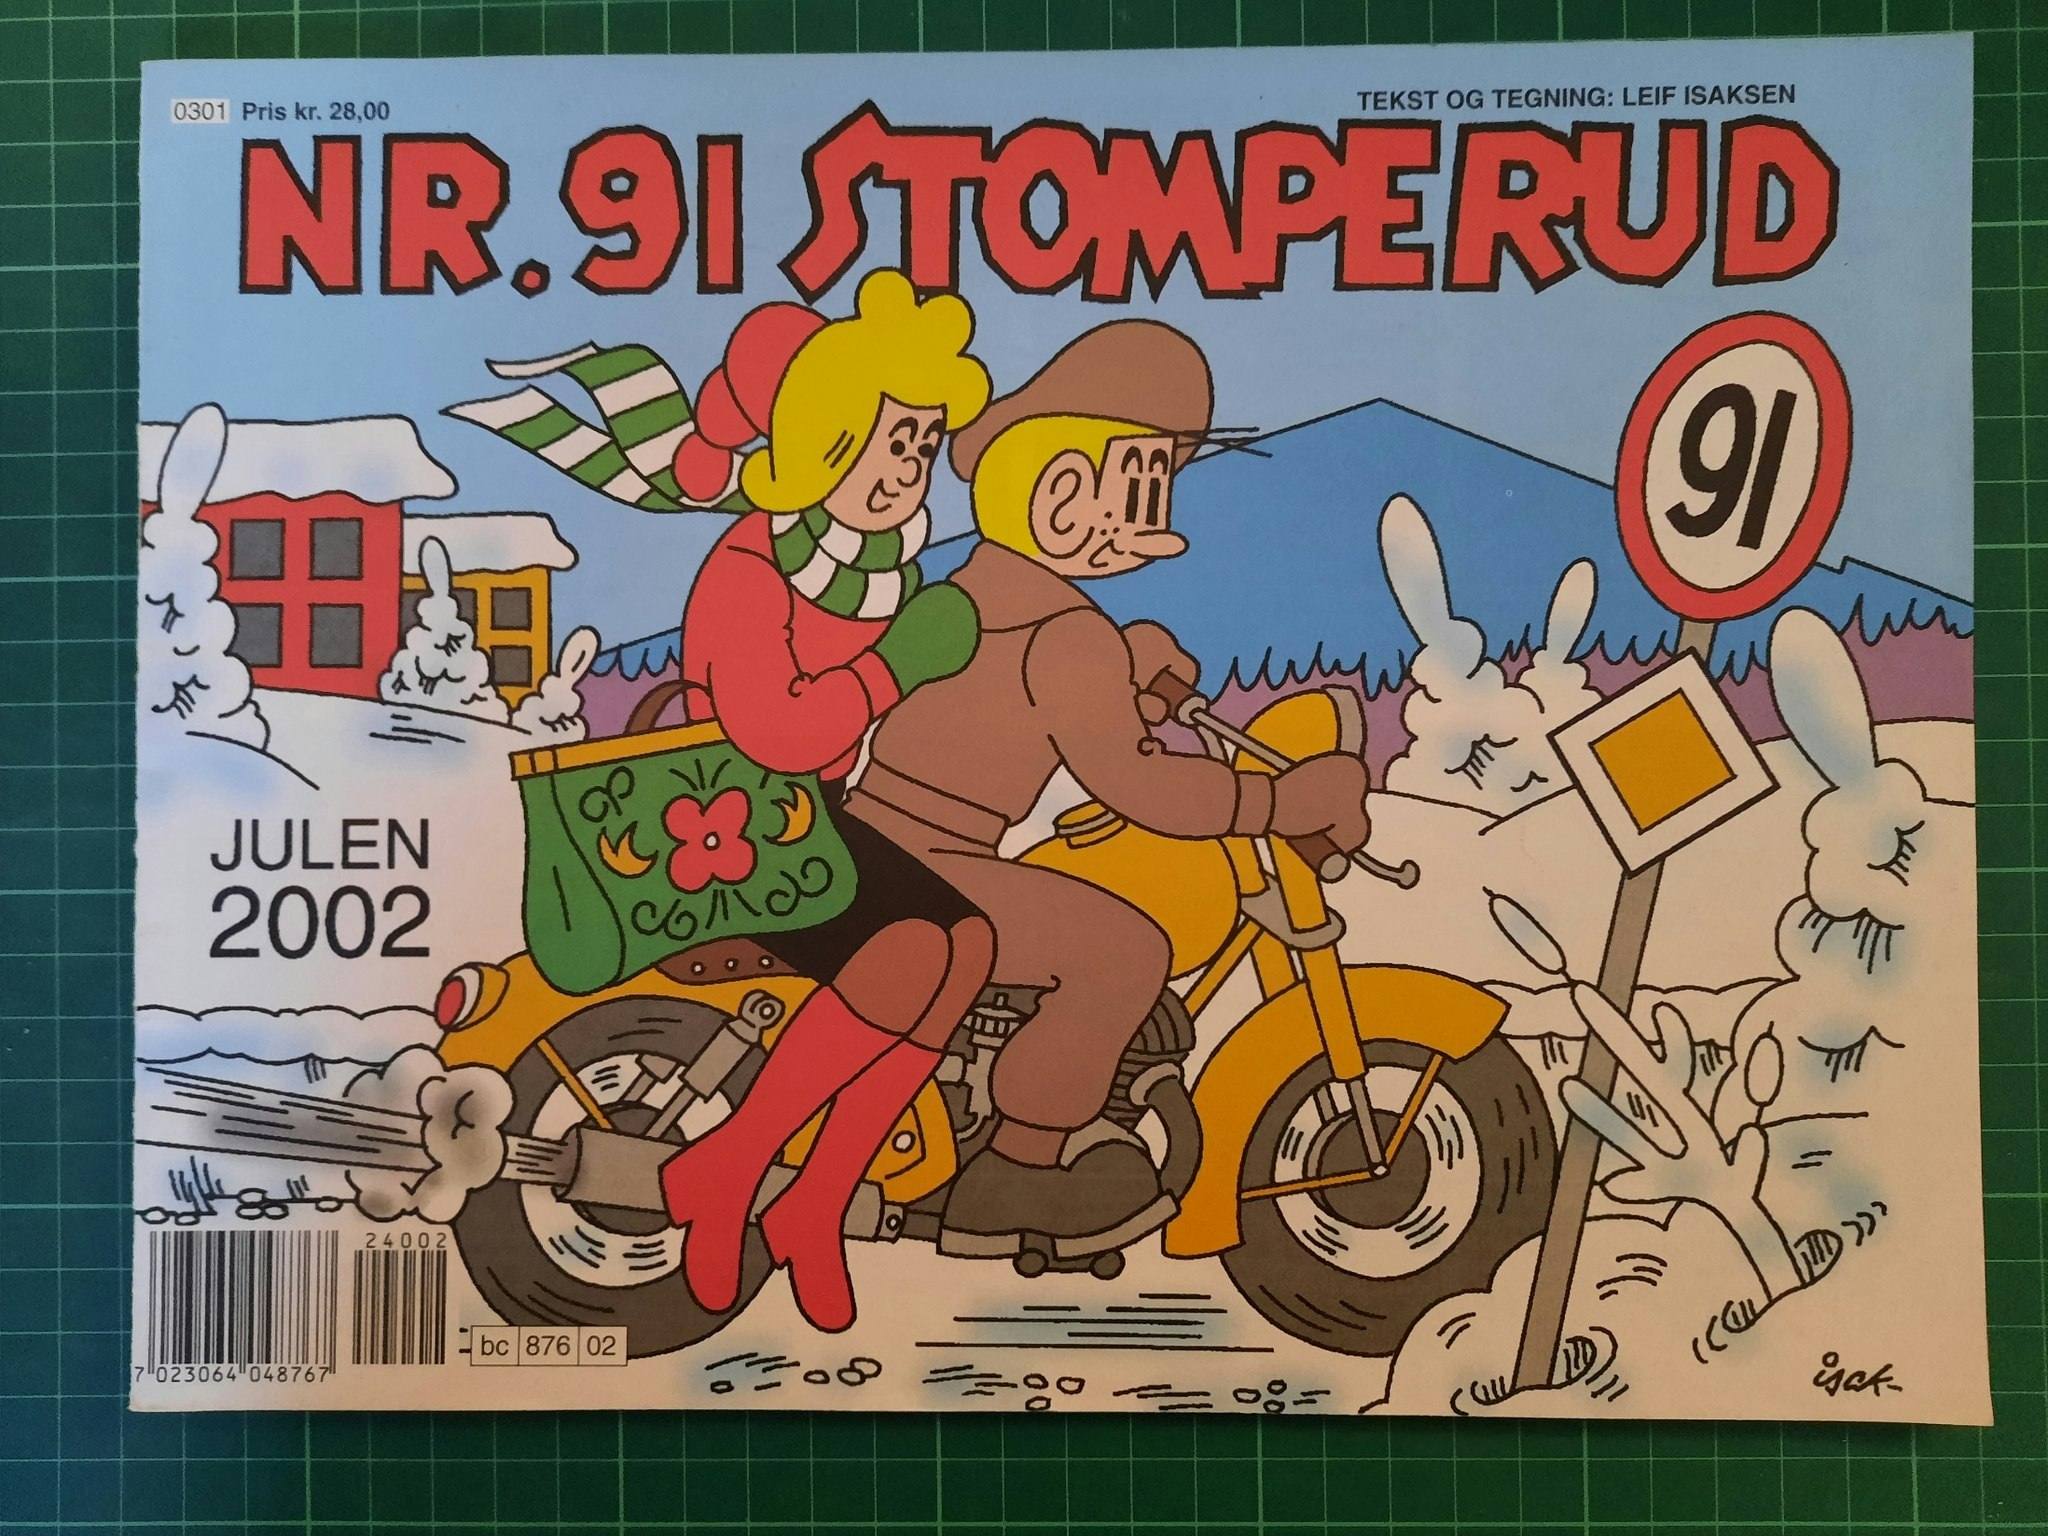 0301 Pris kr. 28,00
TEKST OG TEGNING: LEIF ISAKSEN
NR. 91 STOMPERUD
91
JULEN
2002
24002
7 023064 048767
bc 876 02
isak-